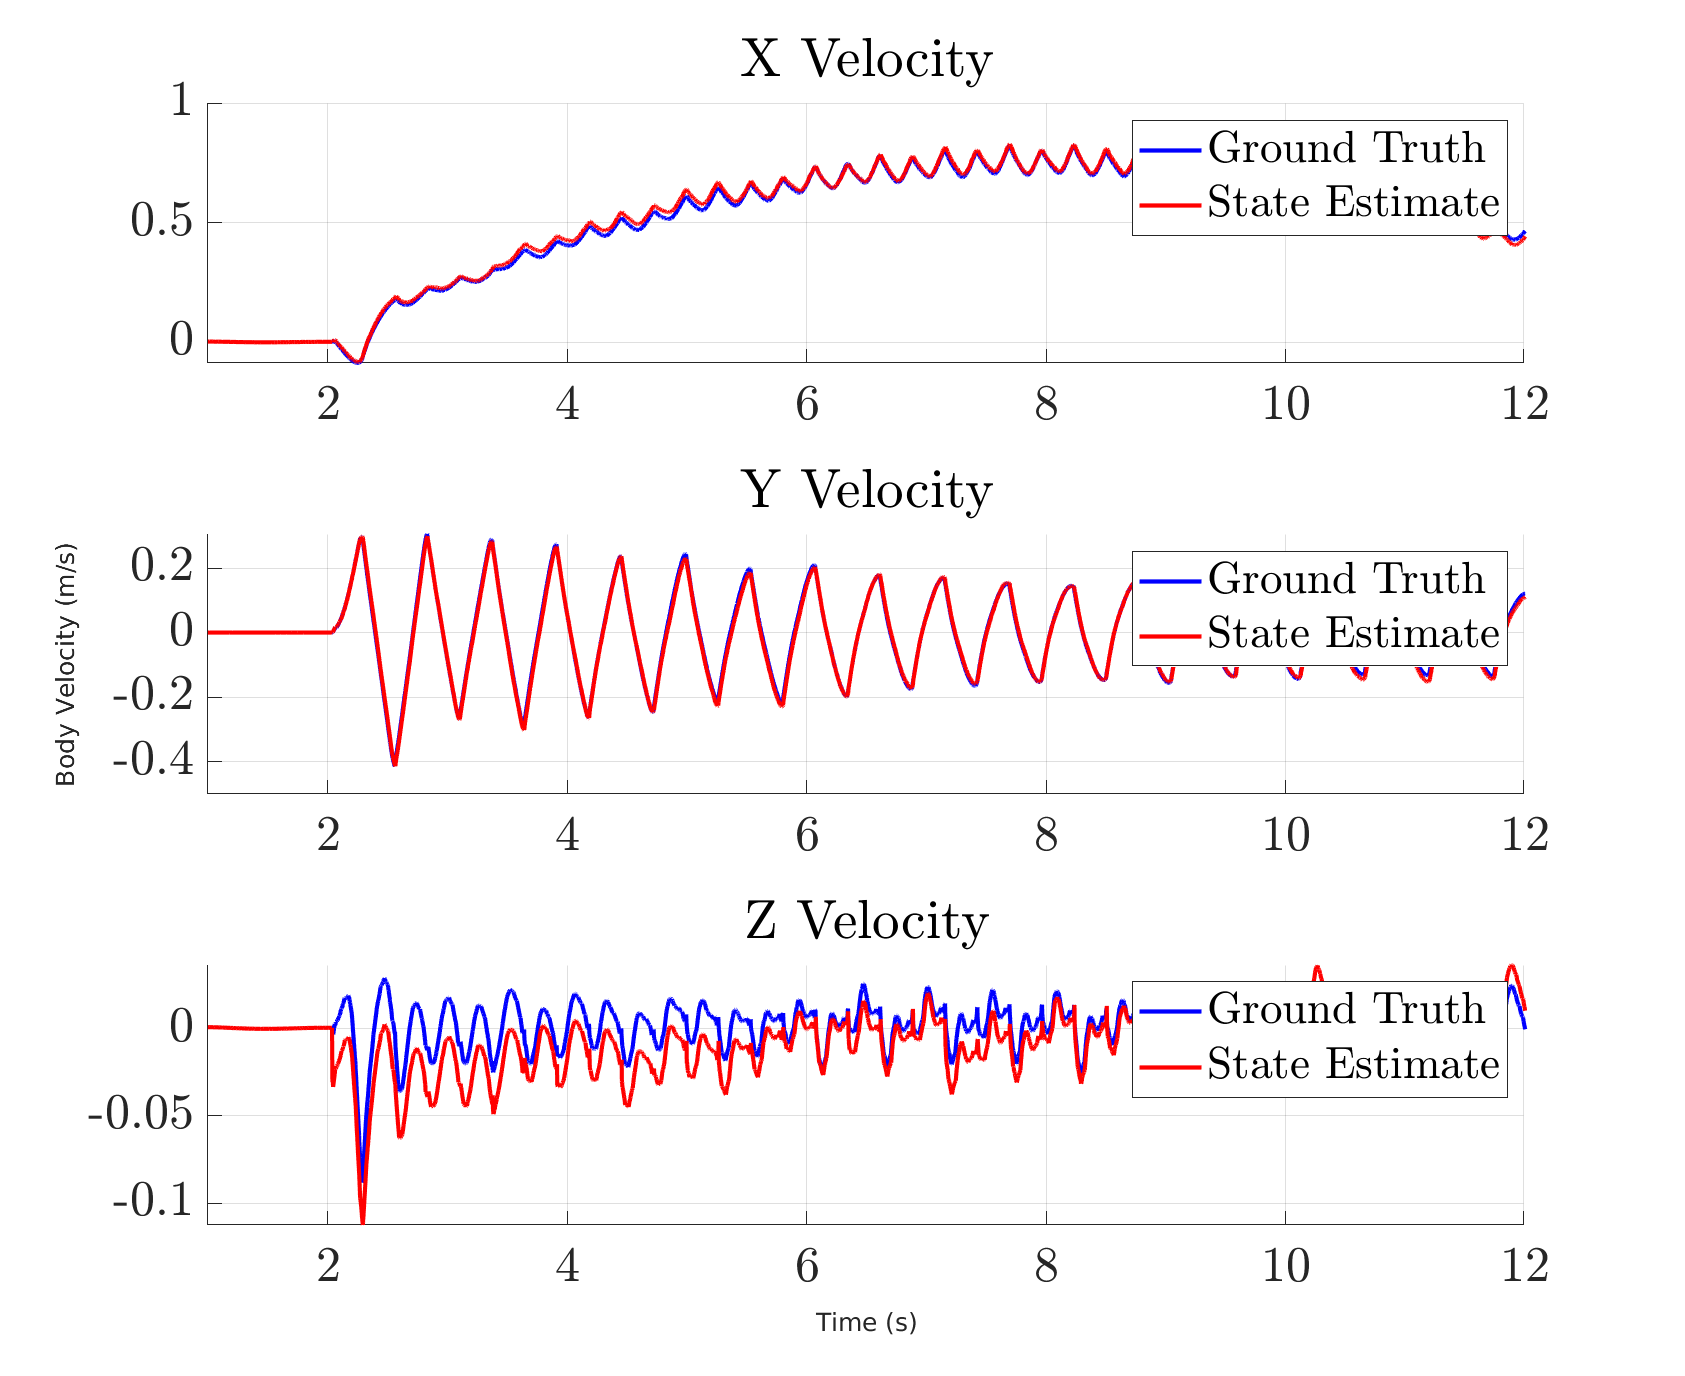 X Velocity
1
0.5
0
Ground Truth
State Estimate
2 4 6 8 10 12
Y Velocity
0.2
0
-0.2
-0.4
Ground Truth
State Estimate
Body Velocity (m/s)
2 4 6 8 10 12
Z Velocity
0
-0.05
-0.1
Ground Truth
State Estimate
2 4 6 8 10 12
Time (s)